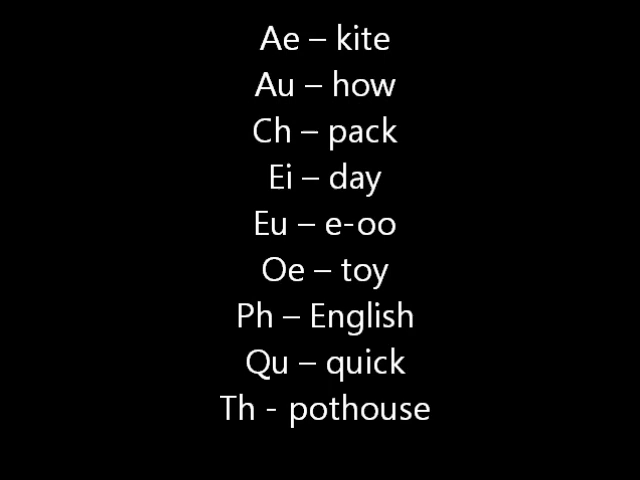 Ae – kite
Au – how
Ch – pack
Ei – day
Eu – e-oo
Oe – toy
Ph – English
Qu – quick
Th - pothouse